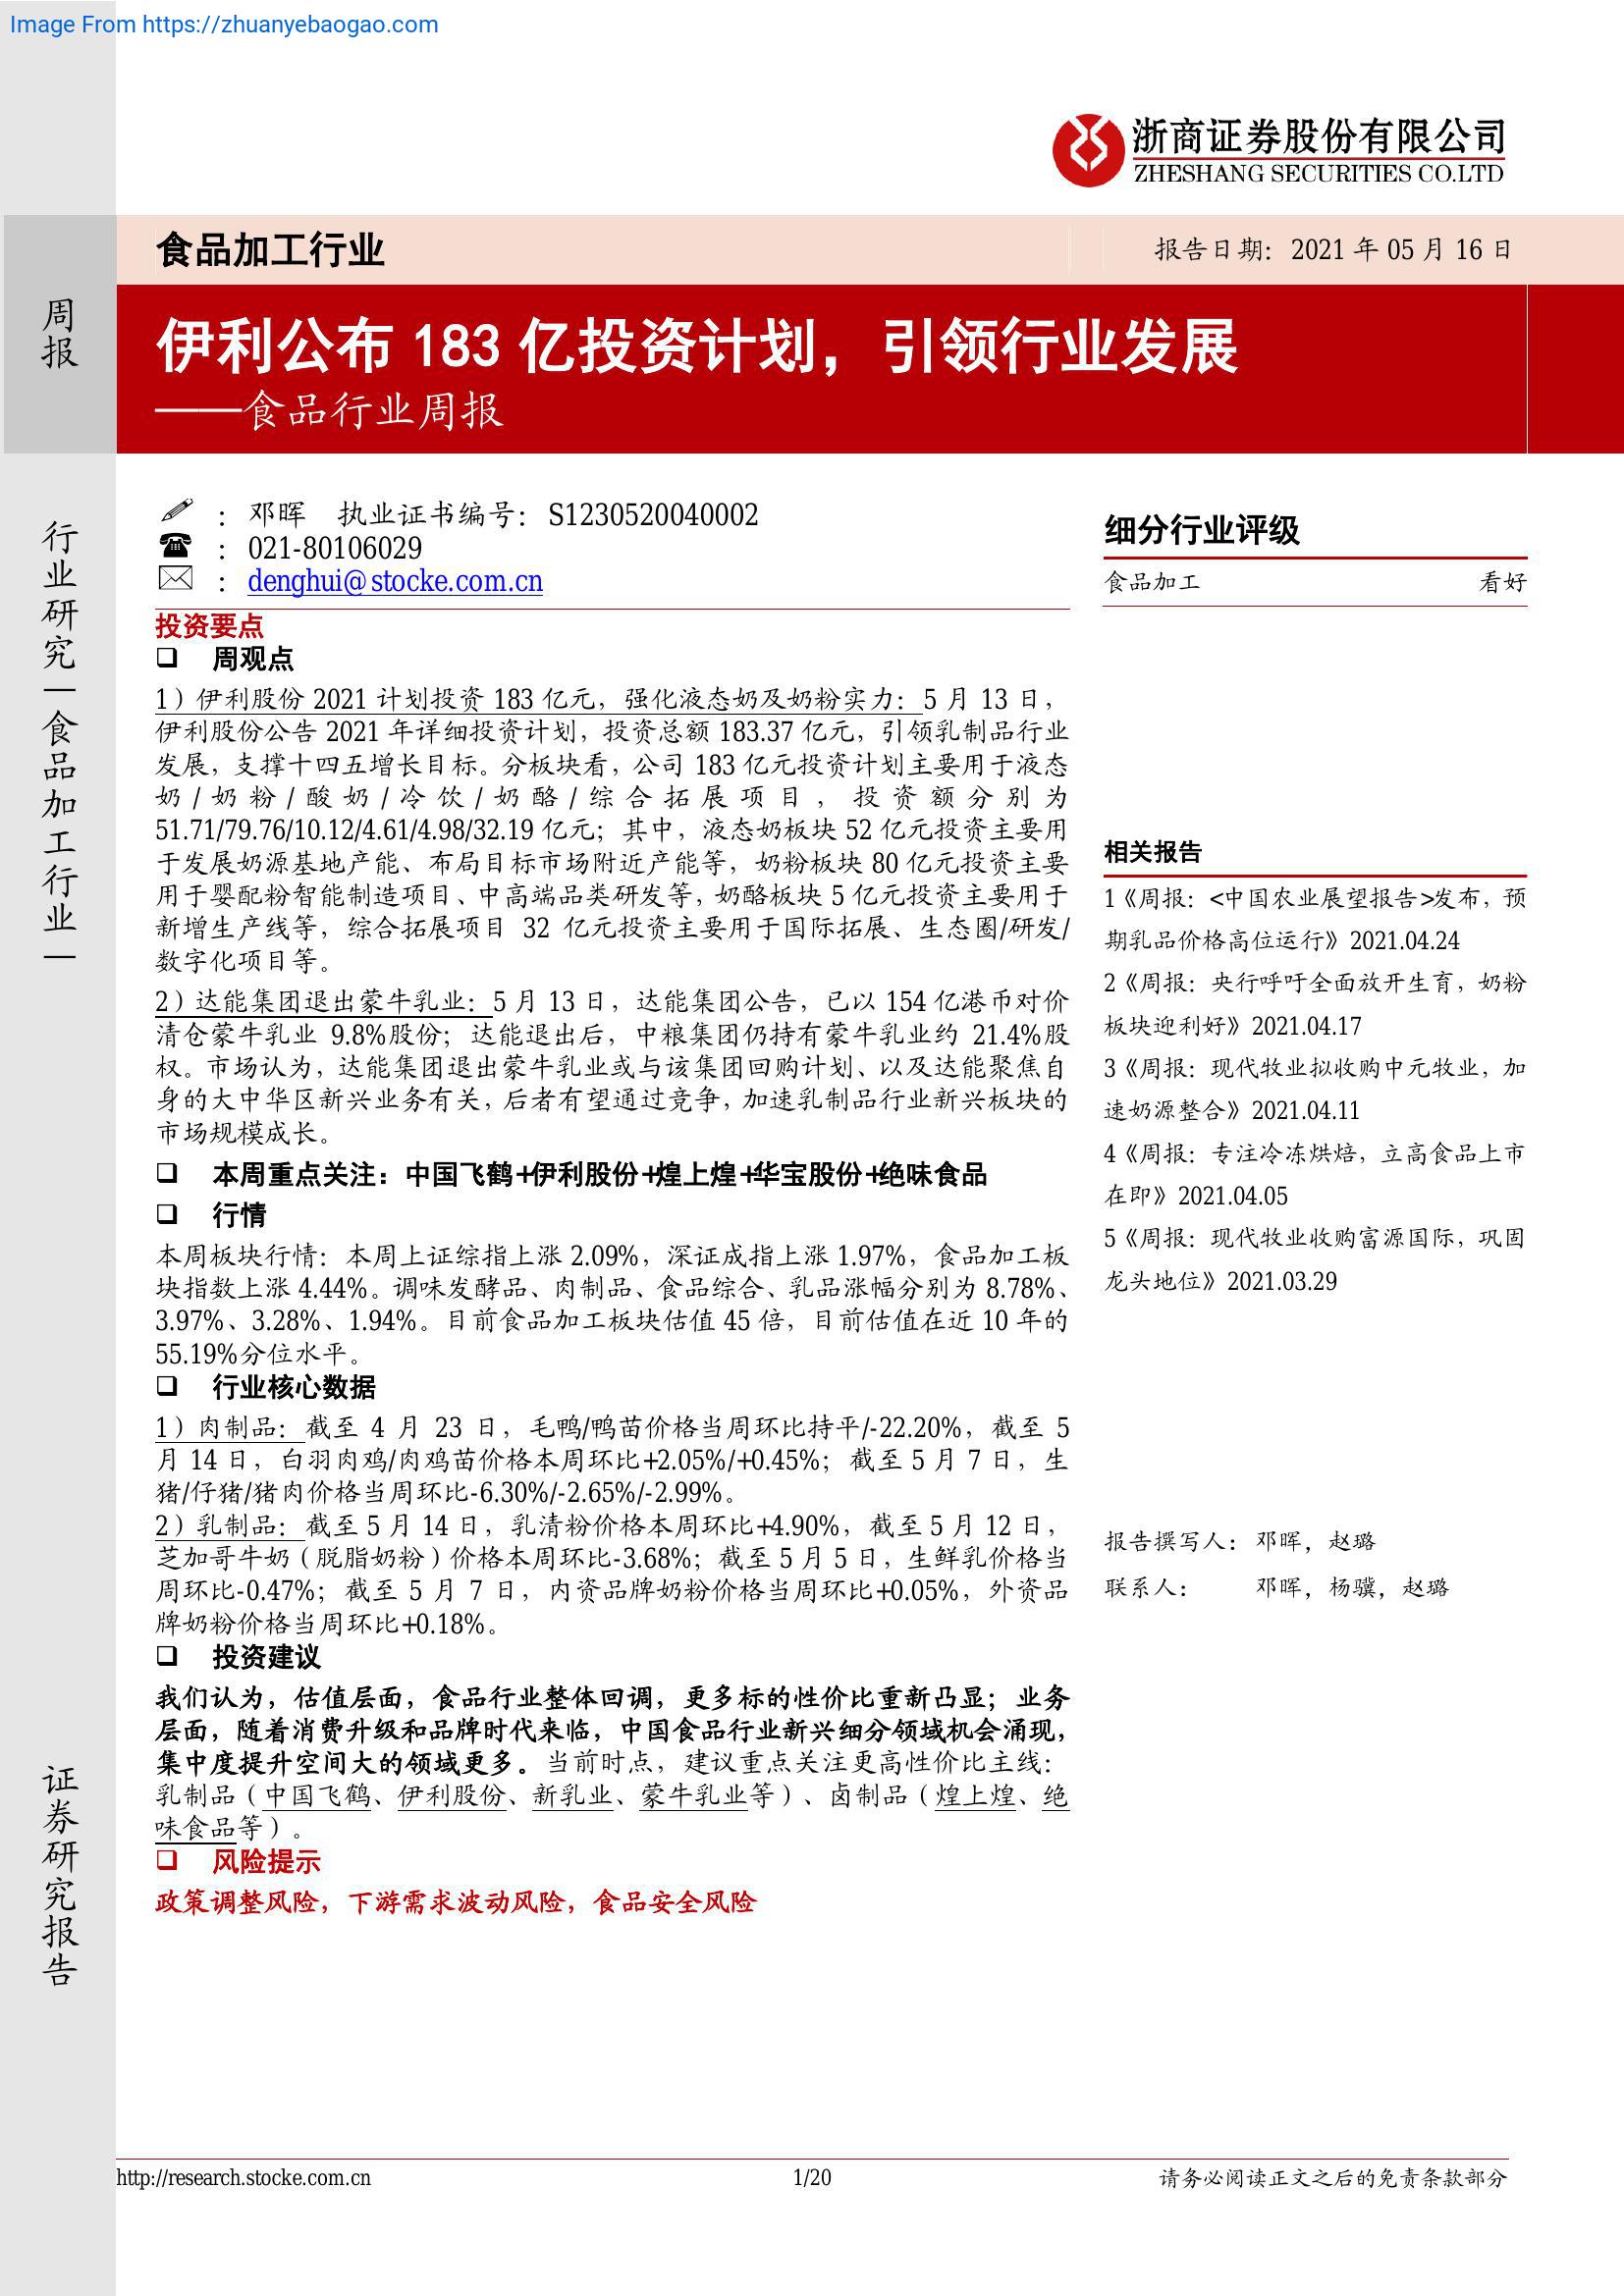 Image From https://zhuanyebaogao.com
浙商证券股份有限公司
ZHESHANG SECURITIES CO.LTD
食品加工行业
报告日期：2021 年 05 月 16 日
周报
伊利公布 183 亿投资计划，引领行业发展
——食品行业周报
行业研究|食品加工行业|
证券研究报告
：邓晖 执业证书编号：S1230520040002
：021-80106029
：denghui@stocke.com.cn
投资要点
❑ 周观点
1）伊利股份 2021 计划投资 183 亿元，强化液态奶及奶粉实力：5 月 13 日，
伊利股份公告 2021 年详细投资计划，投资总额 183.37 亿元，引领乳制品行业
发展，支撑十四五增长目标。分板块看，公司 183 亿元投资计划主要用于液态
奶/奶粉/酸奶/冷饮/奶酪/综合拓展项目，投资额分别为
51.71/79.76/10.12/4.61/4.98/32.19 亿元；其中，液态奶板块 52 亿元投资主要用
于发展奶源基地产能、布局目标市场附近产能等，奶粉板块 80 亿元投资主要
用于婴配粉智能制造项目、中高端品类研发等，奶酪板块 5 亿元投资主要用于
新增生产线等，综合拓展项目 32 亿元投资主要用于国际拓展、生态圈/研发/
数字化项目等。
2）达能集团退出蒙牛乳业：5 月 13 日，达能集团公告，已以 154 亿港币对价
清仓蒙牛乳业 9.8%股份；达能退出后，中粮集团仍持有蒙牛乳业约 21.4%股
权。市场认为，达能集团退出蒙牛乳业或与该集团回购计划、以及达能聚焦自
身的大中华区新兴业务有关，后者有望通过竞争，加速乳制品行业新兴板块的
市场规模成长。
❑ 本周重点关注：中国飞鹤+伊利股份+煌上煌+华宝股份+绝味食品
❑ 行情
本周板块行情：本周上证综指上涨 2.09%，深证成指上涨 1.97%，食品加工板
块指数上涨 4.44%。调味发酵品、肉制品、食品综合、乳品涨幅分别为 8.78%、
3.97%、3.28%、1.94%。目前食品加工板块估值 45 倍，目前估值在近 10 年的
55.19%分位水平。
❑ 行业核心数据
1）肉制品：截至 4 月 23 日，毛鸭/鸭苗价格当周环比持平/-22.20%，截至 5
月 14 日，白羽肉鸡/肉鸡苗价格本周环比+2.05%/+0.45%；截至 5 月 7 日，生
猪/仔猪/猪肉价格当周环比-6.30%/-2.65%/-2.99%。
2）乳制品：截至 5 月 14 日，乳清粉价格本周环比+4.90%，截至 5 月 12 日，
芝加哥牛奶（脱脂奶粉）价格本周环比-3.68%；截至 5 月 5 日，生鲜乳价格当
周环比-0.47%；截至 5 月 7 日，内资品牌奶粉价格当周环比+0.05%，外资品
牌奶粉价格当周环比+0.18%。
❑ 投资建议
我们认为，估值层面，食品行业整体回调，更多标的性价比重新凸显；业务
层面，随着消费升级和品牌时代来临，中国食品行业新兴细分领域机会涌现，
集中度提升空间大的领域更多。当前时点，建议重点关注更高性价比主线：
乳制品（中国飞鹤、伊利股份、新乳业、蒙牛乳业等）、卤制品（煌上煌、绝
味食品等）。
❑ 风险提示
政策调整风险，下游需求波动风险，食品安全风险
细分行业评级
食品加工 看好
相关报告
1《周报：<中国农业展望报告>发布，预
期乳品价格高位运行》2021.04.24
2《周报：央行呼吁全面放开生育，奶粉
板块迎利好》2021.04.17
3《周报：现代牧业拟收购中元牧业，加
速奶源整合》2021.04.11
4《周报：专注冷冻烘焙，立高食品上市
在即》2021.04.05
5《周报：现代牧业收购富源国际，巩固
龙头地位》2021.03.29
报告撰写人：邓晖，赵璐
联系人： 邓晖，杨骥，赵璐
http://research.stocke.com.cn
1/20
请务必阅读正文之后的免责条款部分